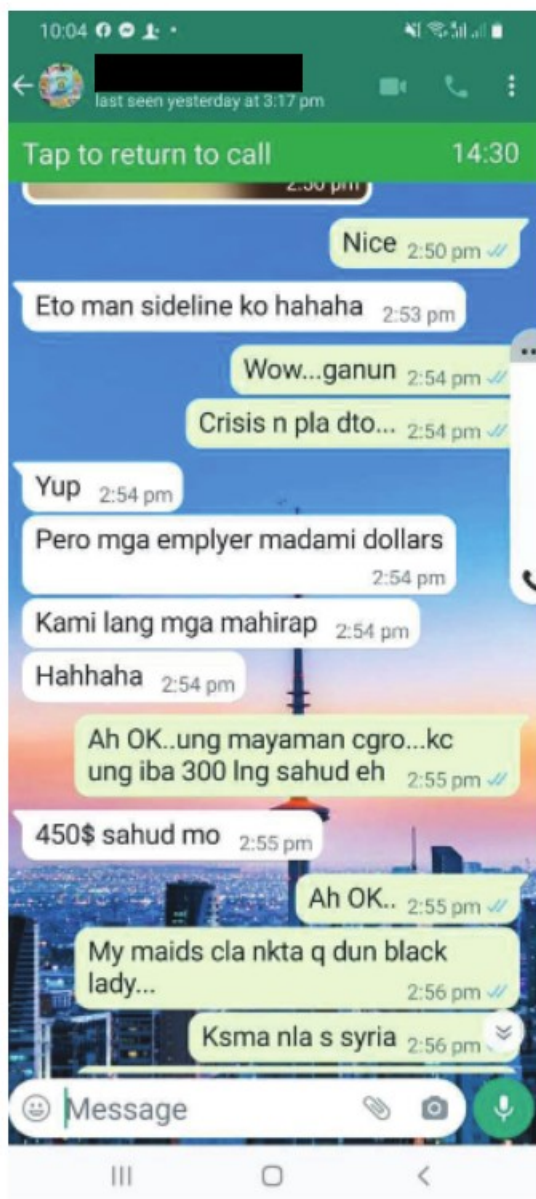 10:04
last seen yesterday at 3:17 pm
Tap to return to call 14:30
2:50 pm
Nice 2:50 pm
Eto man sideline ko hahaha 2:53 pm
Wow...ganun 2:54 pm
Crisis n pla dto... 2:54 pm
Yup 2:54 pm
Pero mga emplyer madami dollars
2:54 pm
Kami lang mga mahirap 2:54 pm
Hahhaha 2:54 pm
Ah OK..ung mayaman cgro...kc
ung iba 300 lng sahud eh 2:55 pm
450$ sahud mo 2:55 pm
Ah OK.. 2:55 pm
My maids cla nkta q dun black
lady... 2:56 pm
Ksma nla s syria 2:56 pm
Message